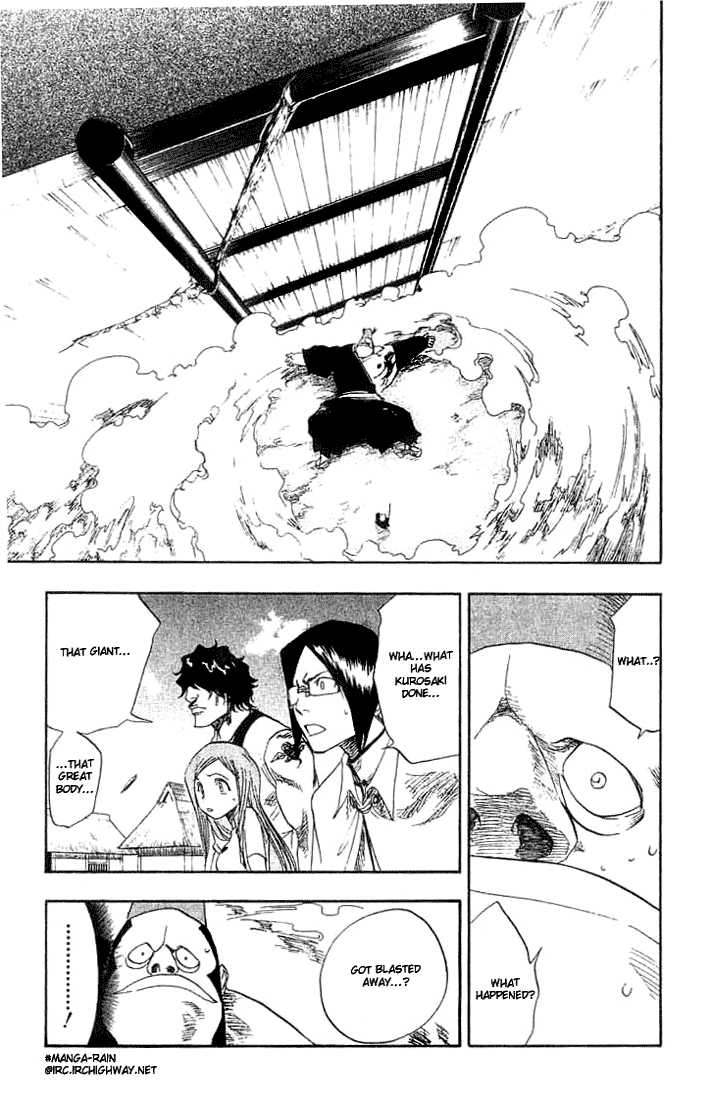 WHAT..?
WHAT
HAPPENED?
WHA...WHAT
HAS
KUROSAKI
DONE...
THAT GIANT...
...THAT
GREAT
BODY...
GOT BLASTED
AWAY...?
.........!
#MANGA-RAIN
@IRC.IRCHIGHWAY.NET